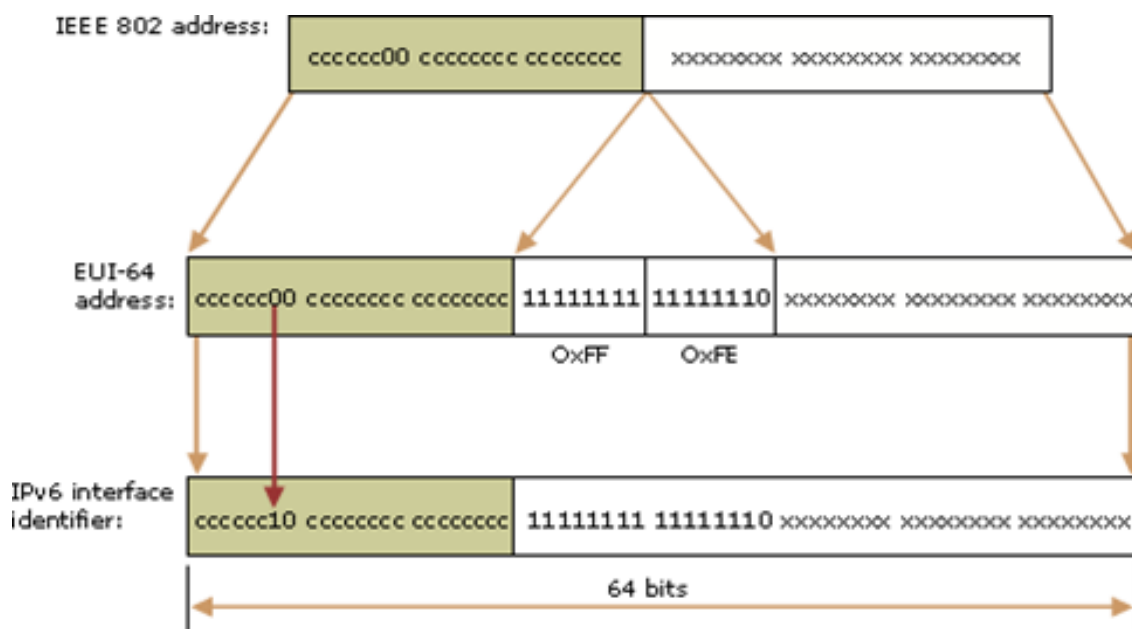 IEEE 802 address:
cccccc00 cccccccc cccccccc xxxxxxxx xxxxxxxx xxxxxxxx
EUI-64
address:
cccccc00 cccccccc cccccccc 11111111 11111110 xxxxxxxx xxxxxxxx xxxxxxxx
0xFF 0xFE
IPv6 interface
identifier:
cccccc10 cccccccc cccccccc 11111111 11111110 xxxxxxxx xxxxxxxx xxxxxxxx
64 bits